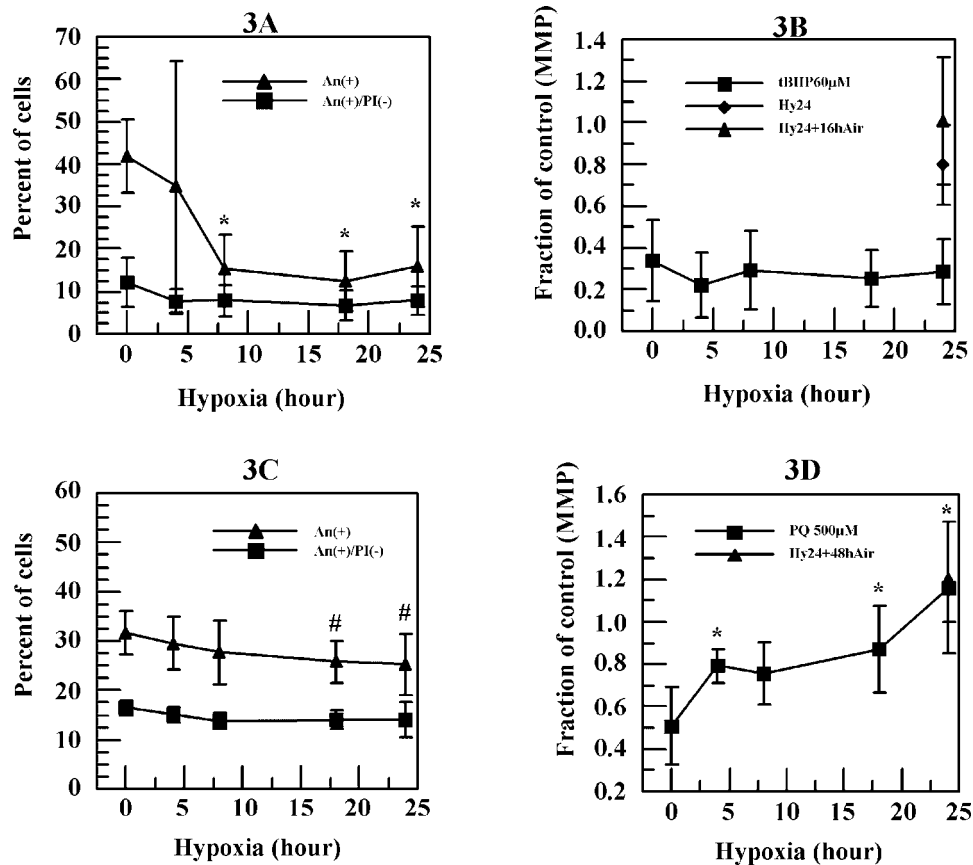 3A
Percent of cells
70
60
50
40
30
20
10
0
An(+)
An(+)/PI(-)
*
*
*
0 5 10 15 20 25
Hypoxia (hour)
3B
Fraction of control (MMP)
1.4
1.2
1.0
0.8
0.6
0.4
0.2
0.0
tBHP60µM
Hy24
Hy24+16hAir
0 5 10 15 20 25
Hypoxia (hour)
3C
Percent of cells
60
50
40
30
20
10
0
An(+)
An(+)/PI(-)
#
#
0 5 10 15 20 25
Hypoxia (hour)
3D
Fraction of control (MMP)
1.6
1.4
1.2
1.0
0.8
0.6
0.4
0.2
PQ 500µM
Hy24+48hAir
*
*
*
0 5 10 15 20 25
Hypoxia (hour)